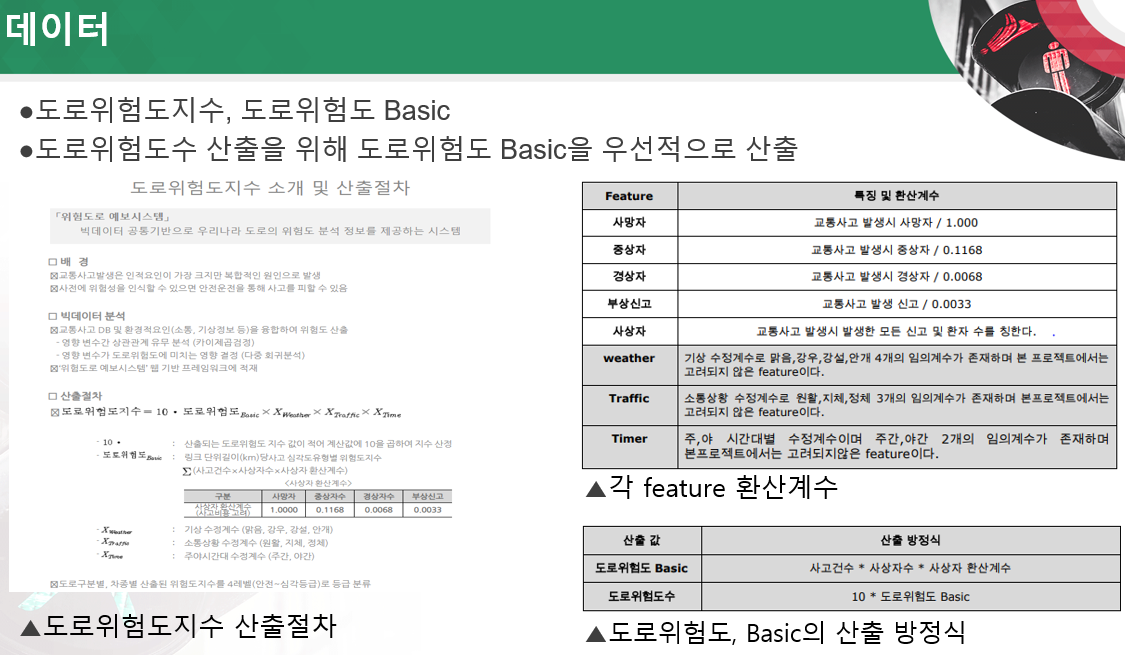 데이터
●도로위험도지수, 도로위험도 Basic
●도로위험도수 산출을 위해 도로위험도 Basic을 우선적으로 산출
도로위험도지수 소개 및 산출절차
「위험도로 예보시스템」
빅데이터 공통기반으로 우리나라 도로의 위험도 분석 정보를 제공하는 시스템
□ 배 경
☒교통사고발생은 인적요인이 가장 크지만 복합적인 원인으로 발생
☒사전에 위험성을 인식할 수 있으면 안전운전을 통해 사고를 피할 수 있음
□ 빅데이터 분석
☒교통사고 DB 및 환경적요인(소통, 기상정보 등)을 융합하여 위험도 산출
- 영향 변수간 상관관계 유무 분석 (카이제곱검정)
- 영향 변수가 도로위험도에 미치는 영향 결정 (다중 회귀분석)
☒'위험도로 예보시스템' 웹 기반 프레임워크에 적재
□ 산출절차
☒도로위험도지수 = 10 • 도로위험도Basic × XWeather × XTraffic × XTime
- 10 • : 산출되는 도로위험도 지수 값이 적어 계산값에 10을 곱하여 지수 산정
- 도로위험도Basic : 링크 단위길이(km)당사고 심각도유형별 위험도지수
Σ(사고건수×사상자수×사상자 환산계수)
<사상자 환산계수>
구분 사망자 중상자수 경상자수 부상신고
사상자 환산계수 1.0000 0.1168 0.0068 0.0033
(사고비용 고려)
- XWeather : 기상 수정계수 (맑음, 강우, 강설, 안개)
- XTraffic : 소통상황 수정계수 (원활, 지체, 정체)
- XTime : 주야시간대 수정계수 (주간, 야간)
☒도로구분별, 차종별 산출된 위험도지수를 4레벨(안전~심각등급)로 등급 분류
▲도로위험도지수 산출절차
Feature 특징 및 환산계수
사망자 교통사고 발생시 사망자 / 1.000
중상자 교통사고 발생시 중상자 / 0.1168
경상자 교통사고 발생시 경상자 / 0.0068
부상신고 교통사고 발생 신고 / 0.0033
사상자 교통사고 발생시 발생한 모든 신고 및 환자 수를 칭한다. .
weather 기상 수정계수로 맑음,강우,강설,안개 4개의 임의계수가 존재하며 본 프로젝트에서는
고려되지 않은 feature이다.
Traffic 소통상황 수정계수로 원활,지체,정체 3개의 임의계수가 존재하며 본프로젝트에서는
고려되지 않은 feature이다.
Timer 주,야 시간대별 수정계수이며 주간,야간 2개의 임의계수가 존재하며
본프로젝트에서는 고려되지않은 feature이다.
▲각 feature 환산계수
산출 값 산출 방정식
도로위험도 Basic 사고건수 * 사상자수 * 사상자 환산계수
도로위험도수 10 * 도로위험도 Basic
▲도로위험도, Basic의 산출 방정식